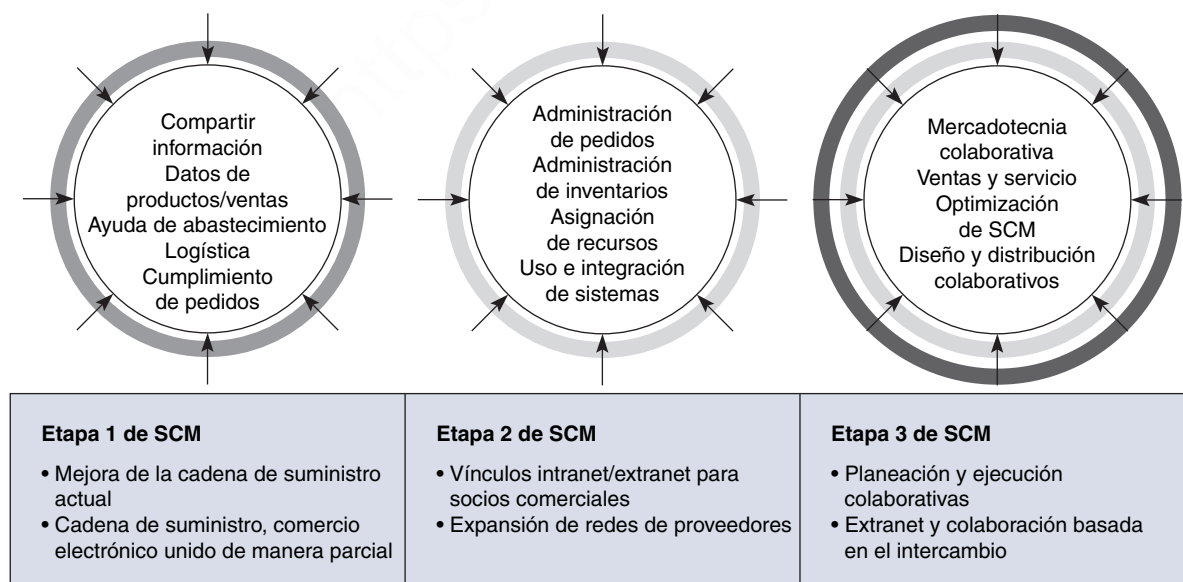 https
Compartir
información
Datos de
productos/ventas
Ayuda de abastecimiento
Logística
Cumplimiento
de pedidos
Administración
de pedidos
Administración
de inventarios
Asignación
de recursos
Uso e integración
de sistemas
Mercadotecnia
colaborativa
Ventas y servicio
Optimización
de SCM
Diseño y distribución
colaborativos
Etapa 1 de SCM
• Mejora de la cadena de suministro
actual
• Cadena de suministro, comercio
electrónico unido de manera parcial
Etapa 2 de SCM
• Vínculos intranet/extranet para
socios comerciales
• Expansión de redes de proveedores
Etapa 3 de SCM
• Planeación y ejecución
colaborativas
• Extranet y colaboración basada
en el intercambio